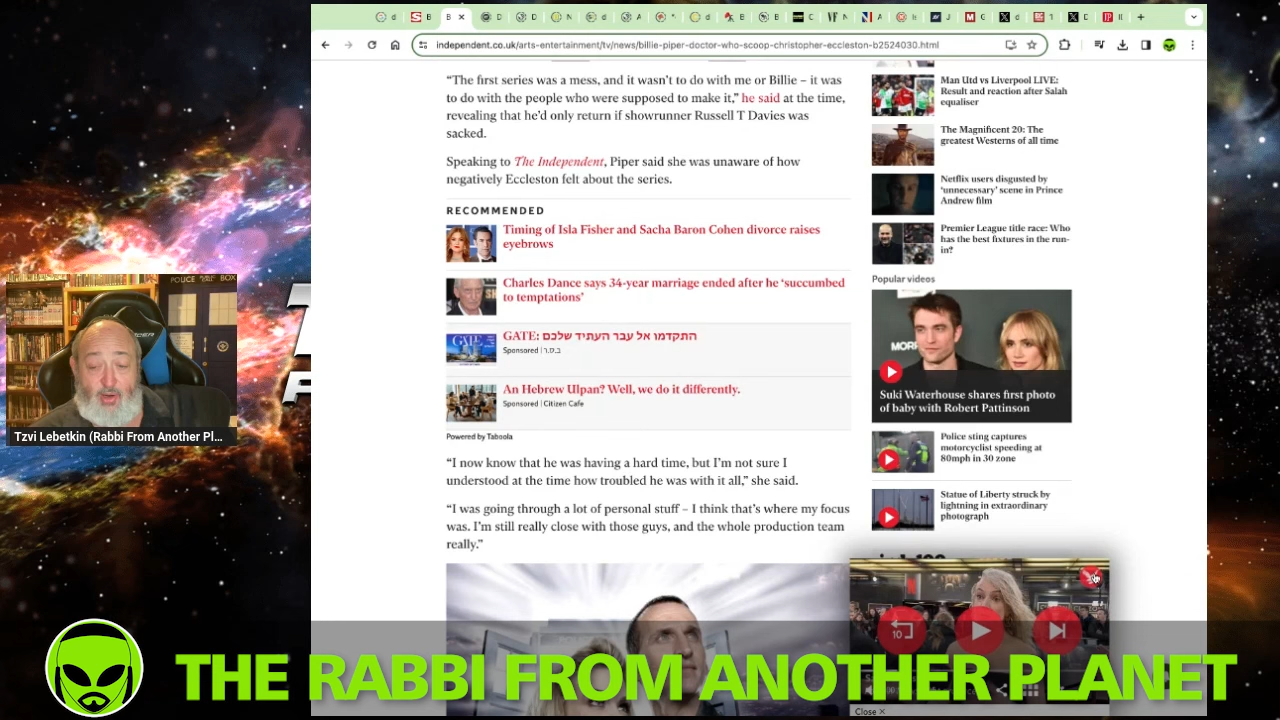 independent.co.uk/arts-entertainment/tv/news/billie-piper-doctor-who-scoop-christopher-eccleston-b2524030.html
“The first series was a mess, and it wasn't to do with me or Billie – it was
to do with the people who were supposed to make it,” he said at the time,
revealing that he'd only return if showrunner Russell T Davies was
sacked.
Speaking to The Independent, Piper said she was unaware of how
negatively Eccleston felt about the series.
RECOMMENDED
Timing of Isla Fisher and Sacha Baron Cohen divorce raises
eyebrows
Charles Dance says 34-year marriage ended after he ‘succumbed
to temptations’
GATE: התקדמו אל עבר העתיד שלכם
Sponsored | ב.ס.ר
An Hebrew Ulpan? Well, we do it differently.
Sponsored | Citizen Cafe
Powered by Taboola
“I now know that he was having a hard time, but I'm not sure I
understood at the time how troubled he was with it all,” she said.
“I was going through a lot of personal stuff – I think that's where my focus
was. I'm still really close with those guys, and the whole production team
really.”
Man Utd vs Liverpool LIVE:
Result and reaction after Salah
equaliser
The Magnificent 20: The
greatest Westerns of all time
Netflix users disgusted by
‘unnecessary’ scene in Prince
Andrew film
Premier League title race: Who
has the best fixtures in the run-
in?
Popular videos
Suki Waterhouse shares first photo
of baby with Robert Pattinson
Police sting captures
motorcyclist speeding at
80mph in 30 zone
Statue of Liberty struck by
lightning in extraordinary
photograph
10
Close ×
POLICE BOX
Tzvi Lebetkin (Rabbi From Another Pl...
THE RABBI FROM ANOTHER PLANET